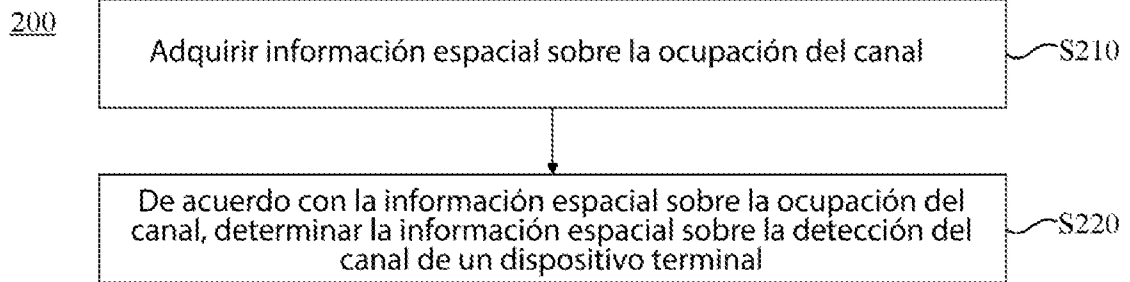 200
Adquirir información espacial sobre la ocupación del canal
S210
De acuerdo con la información espacial sobre la ocupación del
canal, determinar la información espacial sobre la detección del
canal de un dispositivo terminal
S220